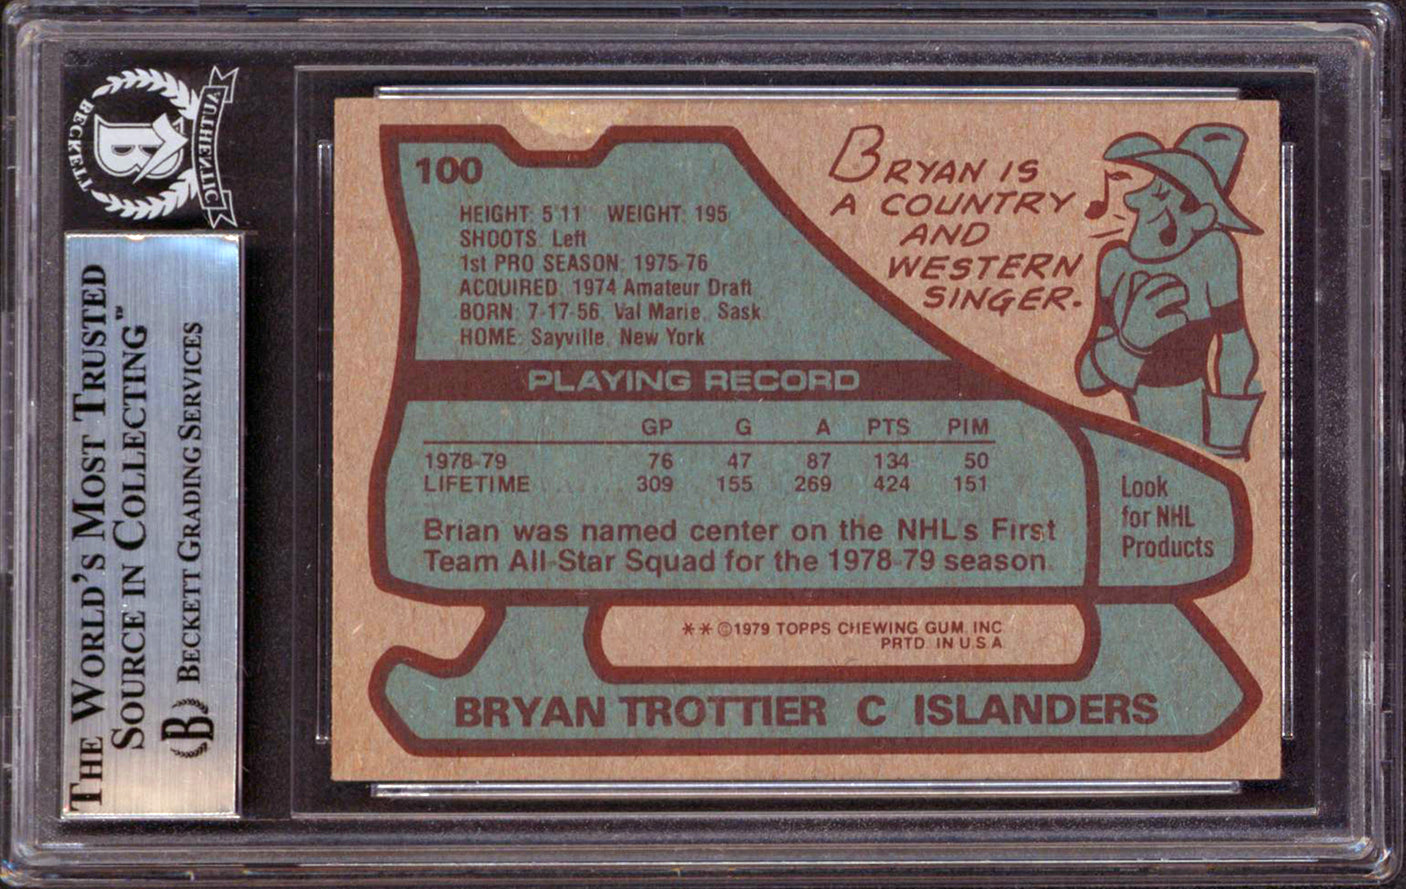 BECKETT
AUTHENTIC
B
THE WORLD'S MOST TRUSTED
SOURCE IN COLLECTING™
B BECKETT GRADING SERVICES
100
HEIGHT: 5'11" WEIGHT: 195
SHOOTS: Left
1st PRO SEASON: 1975-76
ACQUIRED: 1974 Amateur Draft
BORN: 7-17-56, Val Marie, Sask.
HOME: Sayville, New York
BRYAN IS
A COUNTRY
AND
WESTERN
SINGER.
PLAYING RECORD
GP G A PTS PIM
1978-79 76 47 87 134 50
LIFETIME 309 155 269 424 151
Brian was named center on the NHL's First
Team All-Star Squad for the 1978-79 season.
Look
for NHL
Products
**©1979 TOPPS CHEWING GUM, INC.
PRTD. IN U.S.A.
BRYAN TROTTIER C ISLANDERS